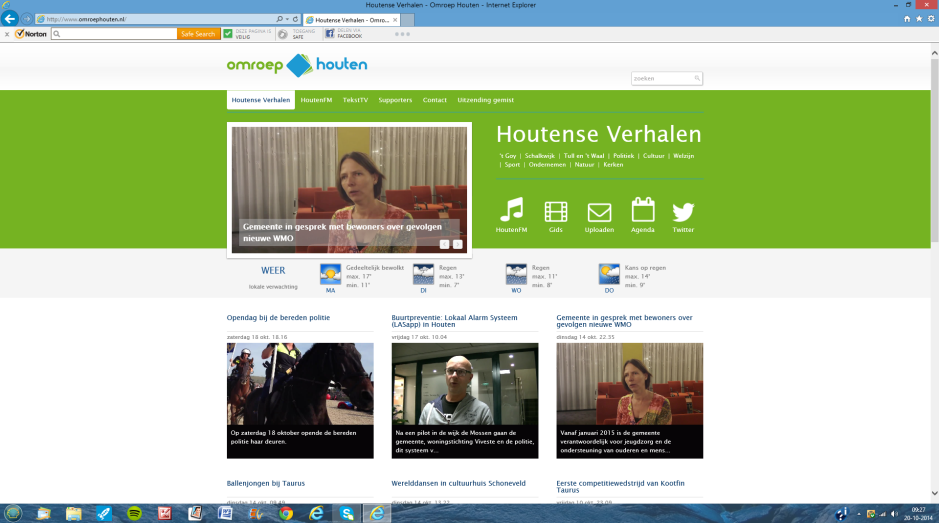 Houtense Verhalen - Omroep Houten - Internet Explorer
http://www.omroephouten.nl/
Houtense Verhalen - Omro...
Norton
Safe Search
DEZE PAGINA IS
VEILIG
TOEGANG
SAFE
DELEN VIA
FACEBOOK
omroep houten
zoeken
Houtense Verhalen HoutenFM TekstTV Supporters Contact Uitzending gemist
Gemeente in gesprek met bewoners over gevolgen
nieuwe WMO
Houtense Verhalen
't Goy | Schalkwijk | Tull en 't Waal | Politiek | Cultuur | Welzijn
| Sport | Ondernemen | Natuur | Kerken
HoutenFM Gids Uploaden Agenda Twitter
WEER
lokale verwachting
MA
Gedeeltelijk bewolkt
max. 17°
min. 11°
DI
Regen
max. 13°
min. 7°
WO
Regen
max. 11°
min. 8°
DO
Kans op regen
max. 14°
min. 9°
Opendag bij de bereden politie
zaterdag 18 okt. 18.16
Op zaterdag 18 oktober opende de bereden
politie haar deuren.
Buurtpreventie: Lokaal Alarm Systeem
(LASapp) in Houten
vrijdag 17 okt. 10.04
Na een pilot in de wijk de Mossen gaan de
gemeente, woningstichting Viveste en de politie,
dit systeem v...
Gemeente in gesprek met bewoners over
gevolgen nieuwe WMO
dinsdag 14 okt. 22.35
Vanaf januari 2015 is de gemeente
verantwoordelijk voor jeugdzorg en de
ondersteuning van ouderen en mens...
Ballenjongen bij Taurus
dinsdag 14 okt. 09.49
Werelddansen in cultuurhuis Schoneveld
dinsdag 14 okt.
Eerste competitiewedstrijd van Kootfin
Taurus
vrijdag 10 okt.
09:27
20-10-2014